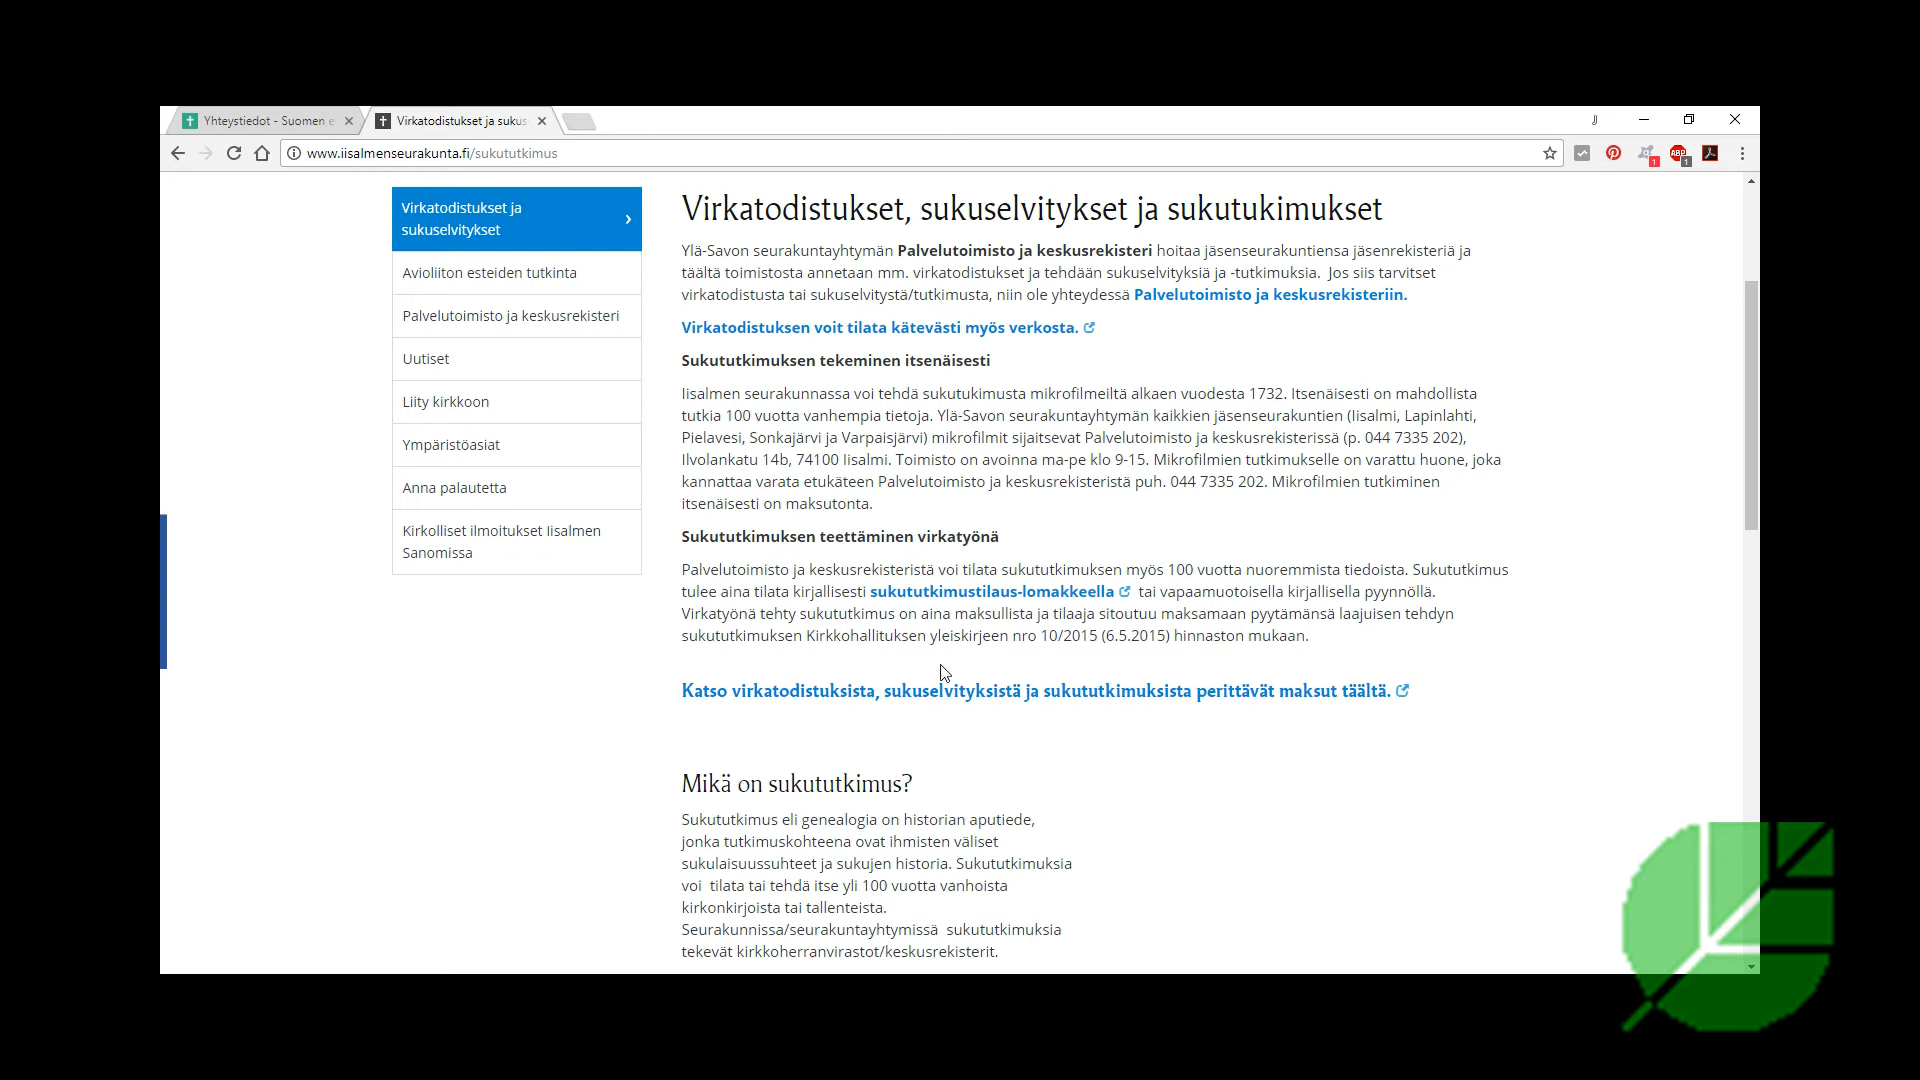 Yhteystiedot - Suomen e
Virkatodistukset ja sukus
www.iisalmenseurakunta.fi/sukututkimus
1
ABP
1
Virkatodistukset ja
sukuselvitykset
Avioliiton esteiden tutkinta
Palvelutoimisto ja keskusrekisteri
Uutiset
Liity kirkkoon
Ympäristöasiat
Anna palautetta
Kirkolliset ilmoitukset Iisalmen
Sanomissa
Virkatodistukset, sukuselvitykset ja sukutukimukset
Ylä-Savon seurakuntayhtymän Palvelutoimisto ja keskusrekisteri hoitaa jäsenseurakuntiensa jäsenrekisteriä ja
täältä toimistosta annetaan mm. virkatodistukset ja tehdään sukuselvityksiä ja -tutkimuksia. Jos siis tarvitset
virkatodistusta tai sukuselvitystä/tutkimusta, niin ole yhteydessä Palvelutoimisto ja keskusrekisteriin.
Virkatodistuksen voit tilata kätevästi myös verkosta.
Sukututkimuksen tekeminen itsenäisesti
Iisalmen seurakunnassa voi tehdä sukutukimusta mikrofilmeiltä alkaen vuodesta 1732. Itsenäisesti on mahdollista
tutkia 100 vuotta vanhempia tietoja. Ylä-Savon seurakuntayhtymän kaikkien jäsenseurakuntien (Iisalmi, Lapinlahti,
Pielavesi, Sonkajärvi ja Varpaisjärvi) mikrofilmit sijaitsevat Palvelutoimisto ja keskusrekisterissä (p. 044 7335 202),
Ilvolankatu 14b, 74100 Iisalmi. Toimisto on avoinna ma-pe klo 9-15. Mikrofilmien tutkimukselle on varattu huone, joka
kannattaa varata etukäteen Palvelutoimisto ja keskusrekisteristä puh. 044 7335 202. Mikrofilmien tutkiminen
itsenäisesti on maksutonta.
Sukututkimuksen teettäminen virkatyönä
Palvelutoimisto ja keskusrekisteristä voi tilata sukututkimuksen myös 100 vuotta nuoremmista tiedoista. Sukututkimus
tulee aina tilata kirjallisesti sukututkimustilaus-lomakkeella tai vapaamuotoisella kirjallisella pyynnöllä.
Virkatyönä tehty sukututkimus on aina maksullista ja tilaaja sitoutuu maksamaan pyytämänsä laajuisen tehdyn
sukututkimuksen Kirkkohallituksen yleiskirjeen nro 10/2015 (6.5.2015) hinnaston mukaan.
Katso virkatodistuksista, sukuselvityksistä ja sukututkimuksista perittävät maksut täältä.
Mikä on sukututkimus?
Sukututkimus eli genealogia on historian aputiede,
jonka tutkimuskohteena ovat ihmisten väliset
sukulaisuussuhteet ja sukujen historia. Sukututkimuksia
voi tilata tai tehdä itse yli 100 vuotta vanhoista
kirkonkirjoista tai tallenteista.
Seurakunnissa/seurakuntayhtymissä sukututkimuksia
tekevät kirkkoherranvirastot/keskusrekisterit.